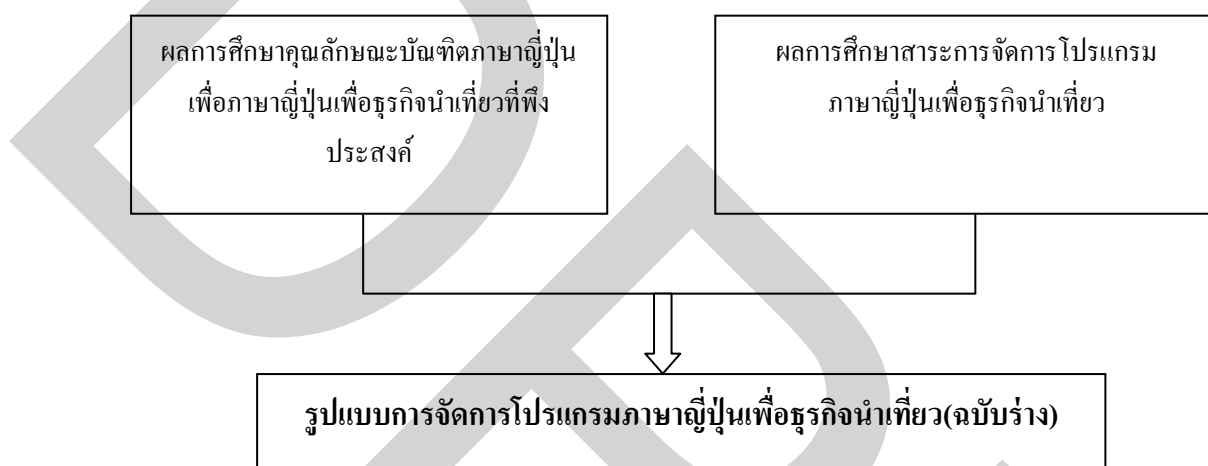 ผลการศึกษาคุณลักษณะบัณฑิตภาษาญี่ปุ่น
เพื่อภาษาญี่ปุ่นเพื่อธุรกิจนำเที่ยวที่พึง
ประสงค์
ผลการศึกษาสาระการจัดการโปรแกรม
ภาษาญี่ปุ่นเพื่อธุรกิจนำเที่ยว
รูปแบบการจัดการโปรแกรมภาษาญี่ปุ่นเพื่อธุรกิจนำเที่ยว(ฉบับร่าง)